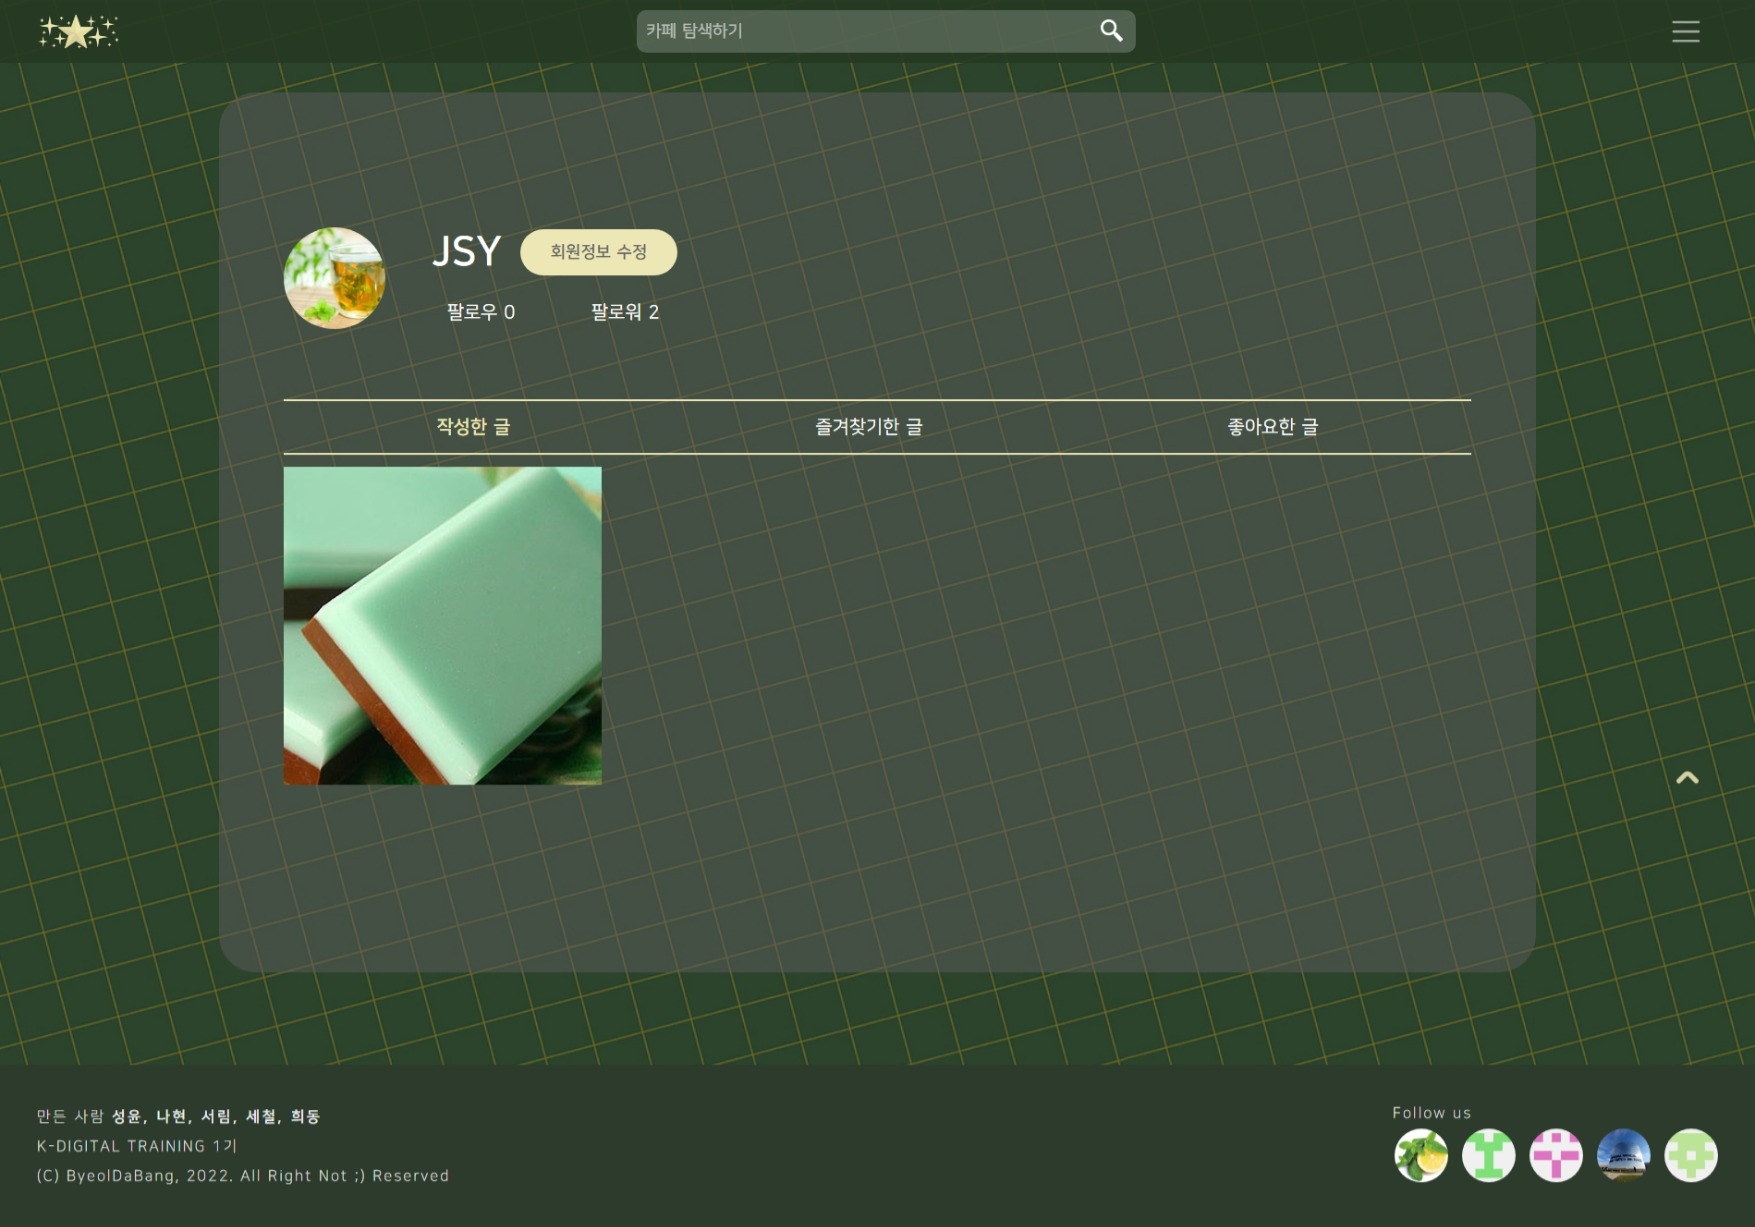 카페 탐색하기
JSY 회원정보 수정
팔로우 0 팔로워 2
작성한 글 즐겨찾기한 글 좋아요한 글
만든 사람 성윤, 나현, 서림, 세철, 희동
K-DIGITAL TRAINING 1기
(C) ByeolDaBang, 2022. All Right Not ;) Reserved
Follow us